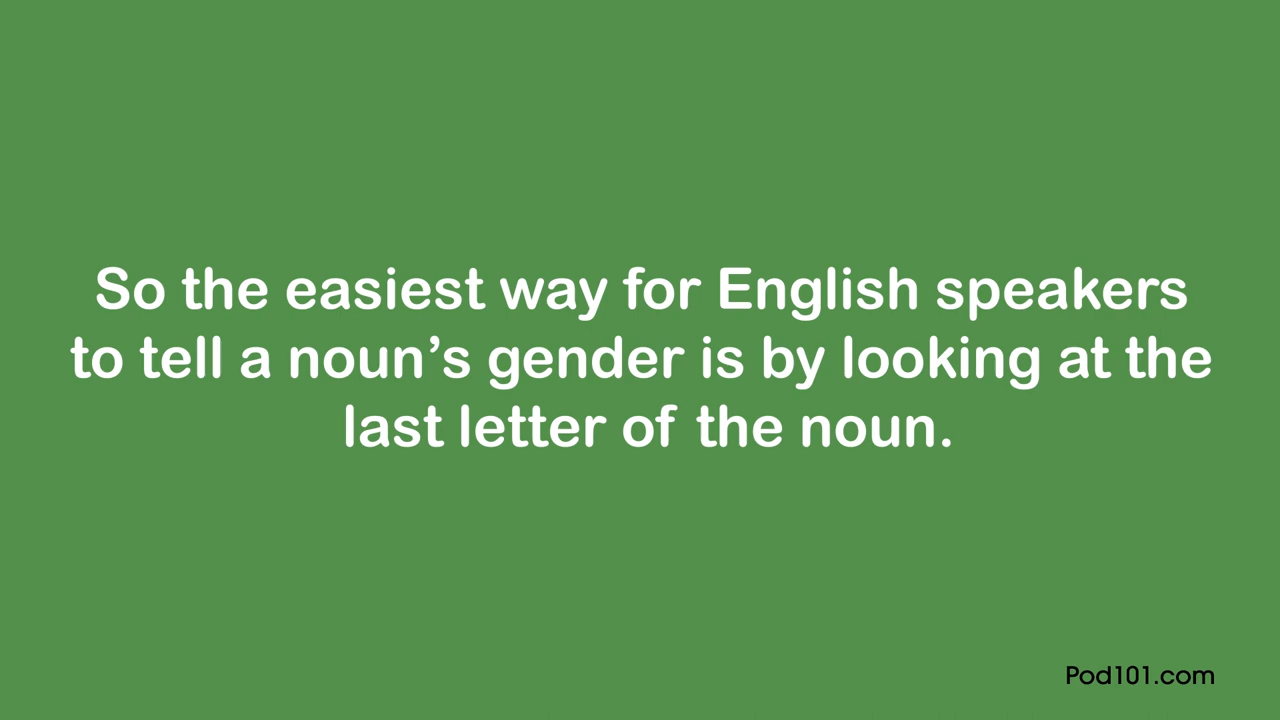 So the easiest way for English speakers
to tell a noun’s gender is by looking at the
last letter of the noun.
Pod101.com